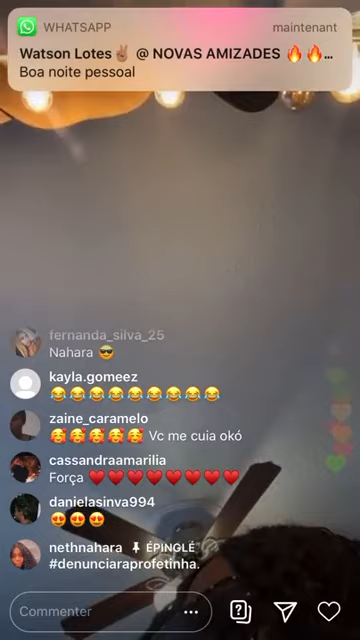 WHATSAPP maintenant
Watson Lotes✌🏽 @ NOVAS AMIZADES 🔥🔥...
Boa noite pessoal
fernanda_silva_25
Nahara 😎
kayla.gomeez
😂😂😂😂😂😂😂😂😂
zaine_caramelo
🥰🥰🥰🥰🥰 Vc me cuia okó
cassandraamarilia
Força ❤️❤️❤️❤️❤️❤️❤️❤️
danielasinva994
😍😍😍
nethnahara 📌 ÉPINGLÉ
#denunciaraprofetinha.
Commenter ...